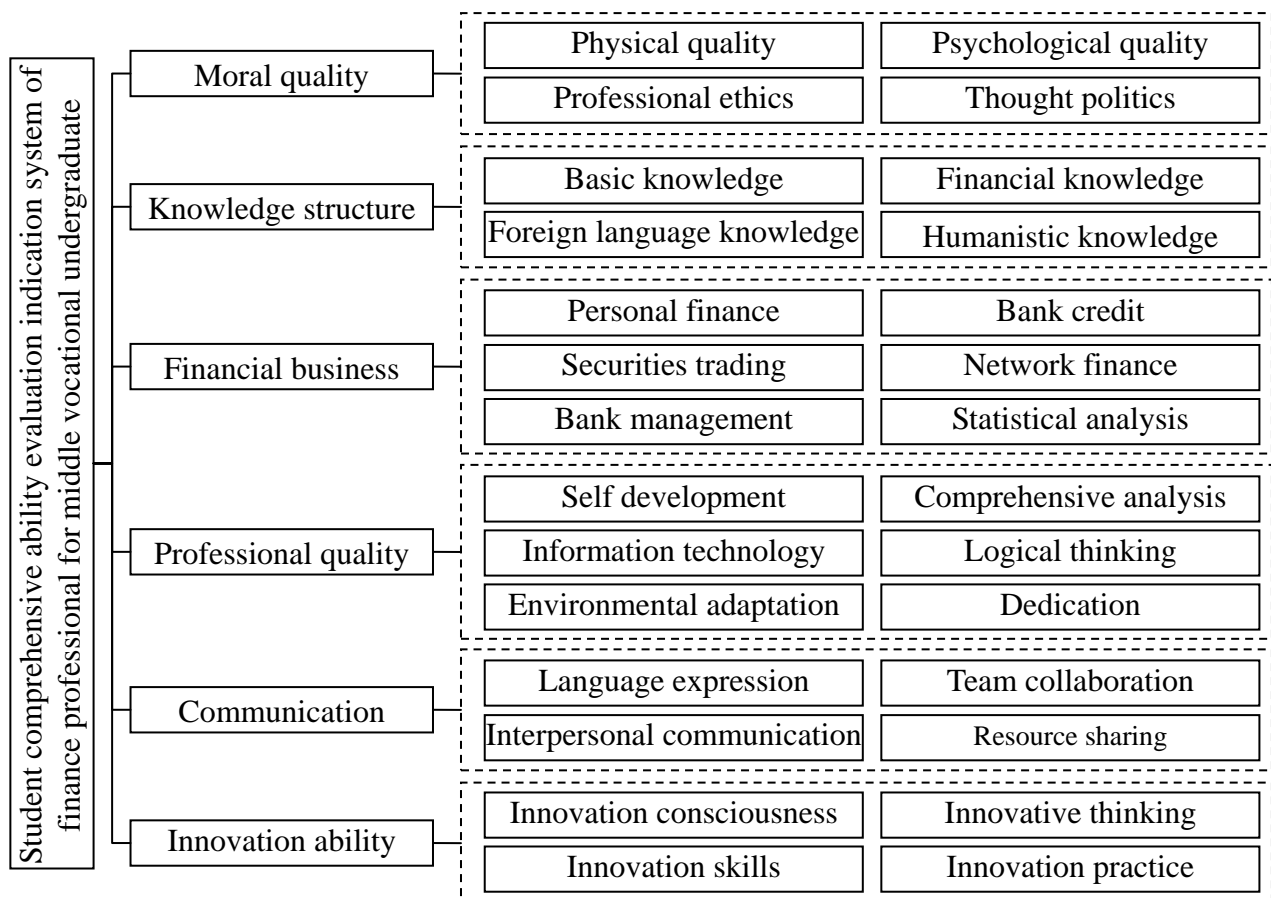 Student comprehensive ability evaluation indication system of
finance professional for middle vocational undergraduate
Moral quality
Physical quality
Psychological quality
Professional ethics
Thought politics
Knowledge structure
Basic knowledge
Financial knowledge
Foreign language knowledge
Humanistic knowledge
Financial business
Personal finance
Bank credit
Securities trading
Network finance
Bank management
Statistical analysis
Professional quality
Self development
Comprehensive analysis
Information technology
Logical thinking
Environmental adaptation
Dedication
Communication
Language expression
Team collaboration
Interpersonal communication
Resource sharing
Innovation ability
Innovation consciousness
Innovative thinking
Innovation skills
Innovation practice